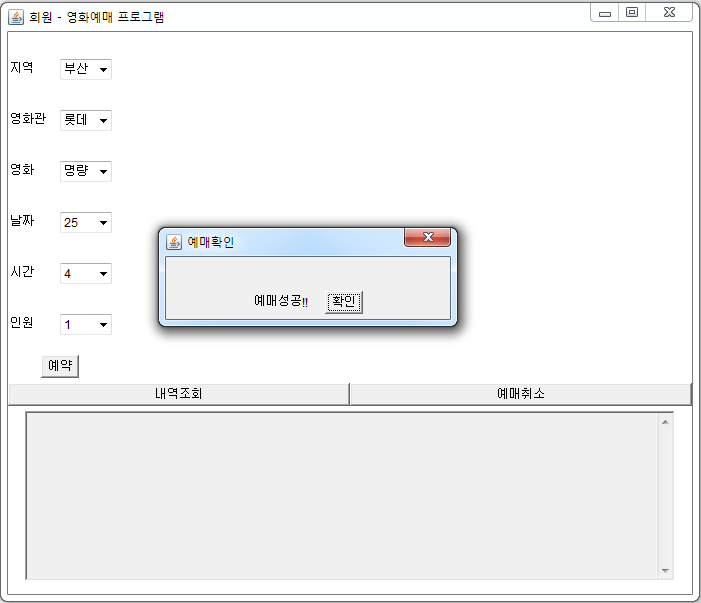 회원 - 영화예매 프로그램
지역 부산
영화관 롯데
영화 명량
날짜 25
예매확인
시간 4
예매성공!! 확인
인원 1
예약
내역조회 예매취소